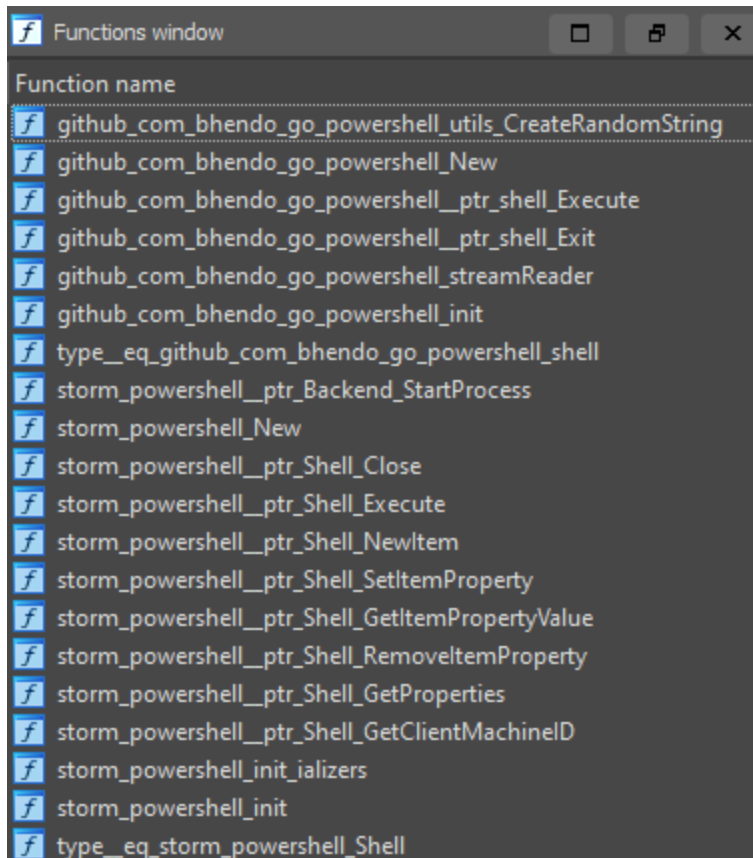 Functions window
Function name
github_com_bhendo_go_powershell_utils_CreateRandomString
github_com_bhendo_go_powershell_New
github_com_bhendo_go_powershell__ptr_shell_Execute
github_com_bhendo_go_powershell__ptr_shell_Exit
github_com_bhendo_go_powershell_streamReader
github_com_bhendo_go_powershell_init
type__eq_github_com_bhendo_go_powershell_shell
storm_powershell__ptr_Backend_StartProcess
storm_powershell_New
storm_powershell__ptr_Shell_Close
storm_powershell__ptr_Shell_Execute
storm_powershell__ptr_Shell_NewItem
storm_powershell__ptr_Shell_SetItemProperty
storm_powershell__ptr_Shell_GetItemPropertyValue
storm_powershell__ptr_Shell_RemoveItemProperty
storm_powershell__ptr_Shell_GetProperties
storm_powershell__ptr_Shell_GetClientMachineID
storm_powershell_init_ializers
storm_powershell_init
type__eq_storm_powershell_Shell